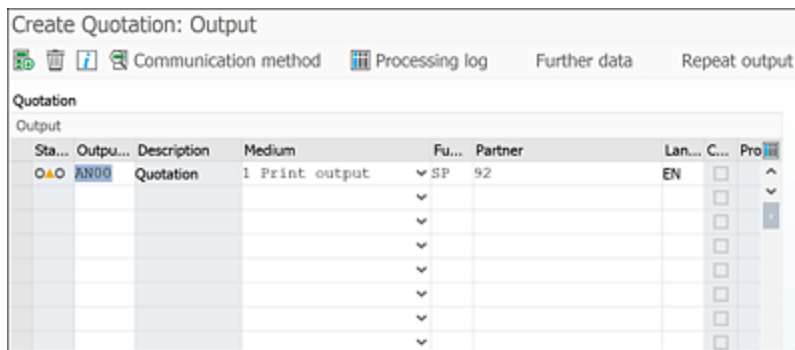 Create Quotation: Output
Communication method Processing log Further data Repeat output
Quotation
Output
Sta... Outpu... Description Medium Fu... Partner Lan... C... Pro
AN00 Quotation 1 Print output SP 92 EN